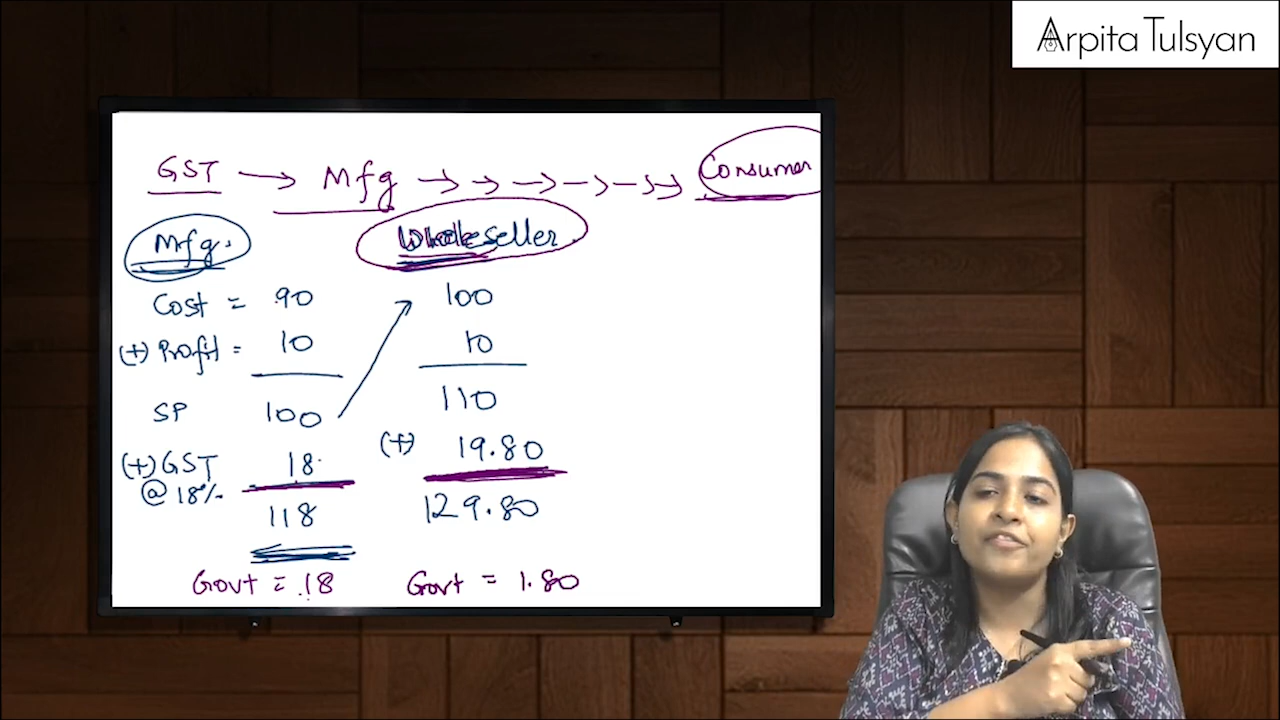 Arpita Tulsyan
GST → Mfg → → → → → → Consumer
Mfg. Wholeseller
Cost = 90 100
(+) Profit = 10 10
SP 100 110
(+) GST @ 18% 18 (+) 19.80
118 129.80
Govt = 18 Govt = 1.80